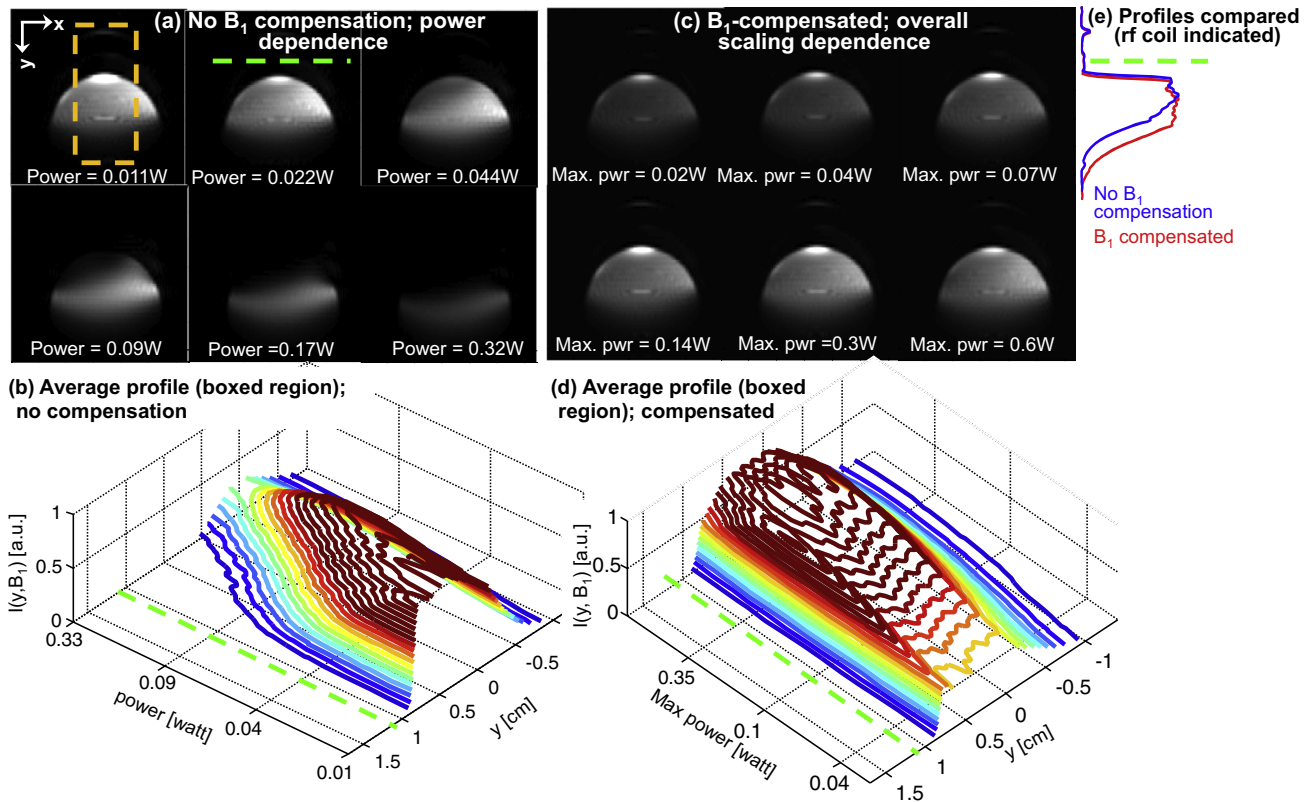 (a) No B₁ compensation; power
dependence
x
y
Power = 0.011W
Power = 0.022W
Power = 0.044W
Power = 0.09W
Power =0.17W
Power = 0.32W
(b) Average profile (boxed region);
no compensation
I(y,B₁) [a.u.]
1
0.5
0
0.33
0.09
0.04
0.01
power [watt]
1.5
1
0.5
0
-0.5
y [cm]
(c) B₁-compensated; overall
scaling dependence
Max. pwr = 0.02W
Max. pwr = 0.04W
Max. pwr = 0.07W
Max. pwr = 0.14W
Max. pwr =0.3W
Max. pwr = 0.6W
(d) Average profile (boxed
region); compensated
I(y, B₁) [a.u.]
1
0.5
0
0.35
0.1
0.04
Max power [watt]
1.5
1
0.5
0
-0.5
-1
y [cm]
(e) Profiles compared
(rf coil indicated)
No B₁
compensation
B₁ compensated